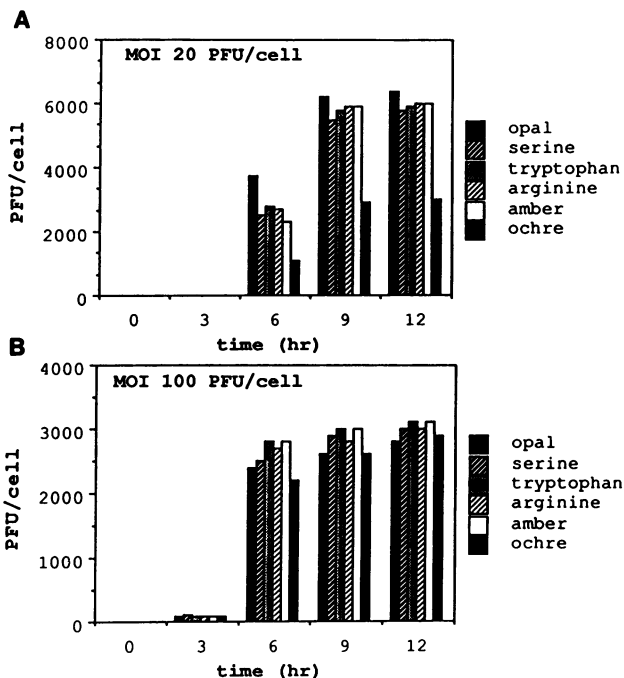 A
MOI 20 PFU/cell
8000
6000
4000
2000
0
PFU/cell
0 3 6 9 12
time (hr)
opal
serine
tryptophan
arginine
amber
ochre
B
MOI 100 PFU/cell
4000
3000
2000
1000
0
PFU/cell
0 3 6 9 12
time (hr)
opal
serine
tryptophan
arginine
amber
ochre